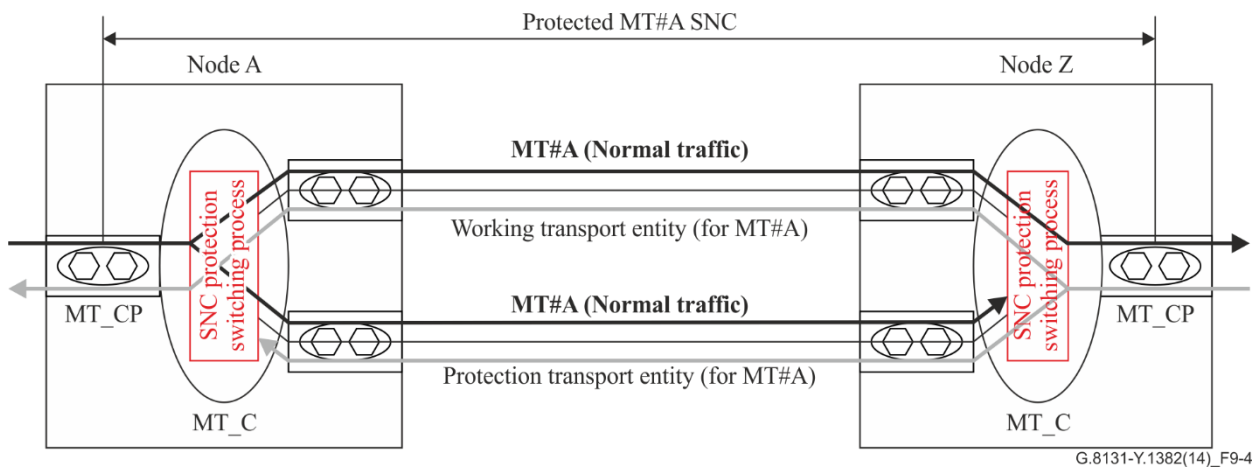 Protected MT#A SNC
Node A
Node Z
MT#A (Normal traffic)
Working transport entity (for MT#A)
SNC protection
switching process
SNC protection
switching process
MT_CP
MT_CP
MT#A (Normal traffic)
Protection transport entity (for MT#A)
MT_C
MT_C
G.8131-Y.1382(14)_F9-4